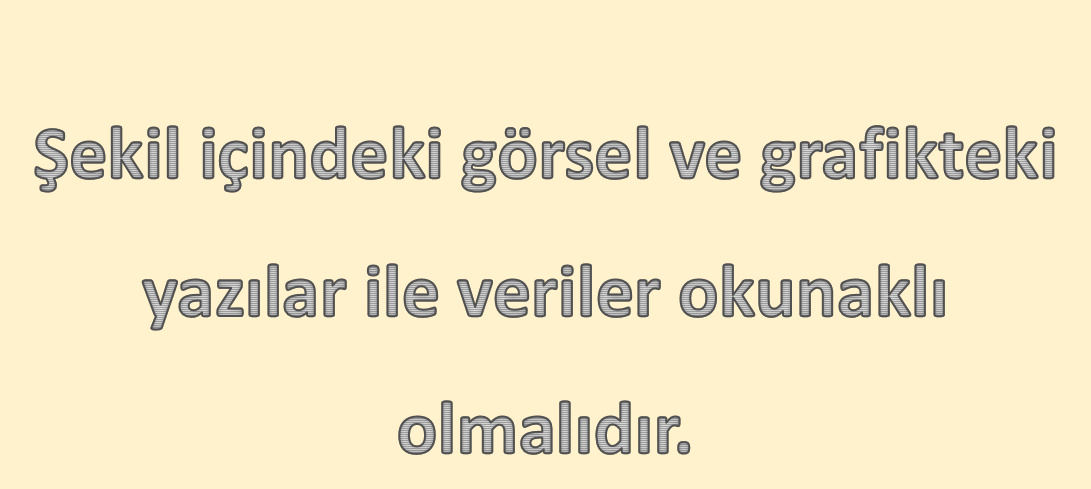 Şekil içindeki görsel ve grafikteki
yazılar ile veriler okunaklı
olmalıdır.